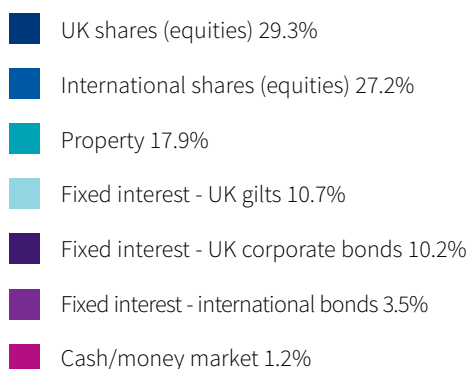 UK shares (equities) 29.3%
International shares (equities) 27.2%
Property 17.9%
Fixed interest - UK gilts 10.7%
Fixed interest - UK corporate bonds 10.2%
Fixed interest - international bonds 3.5%
Cash/money market 1.2%